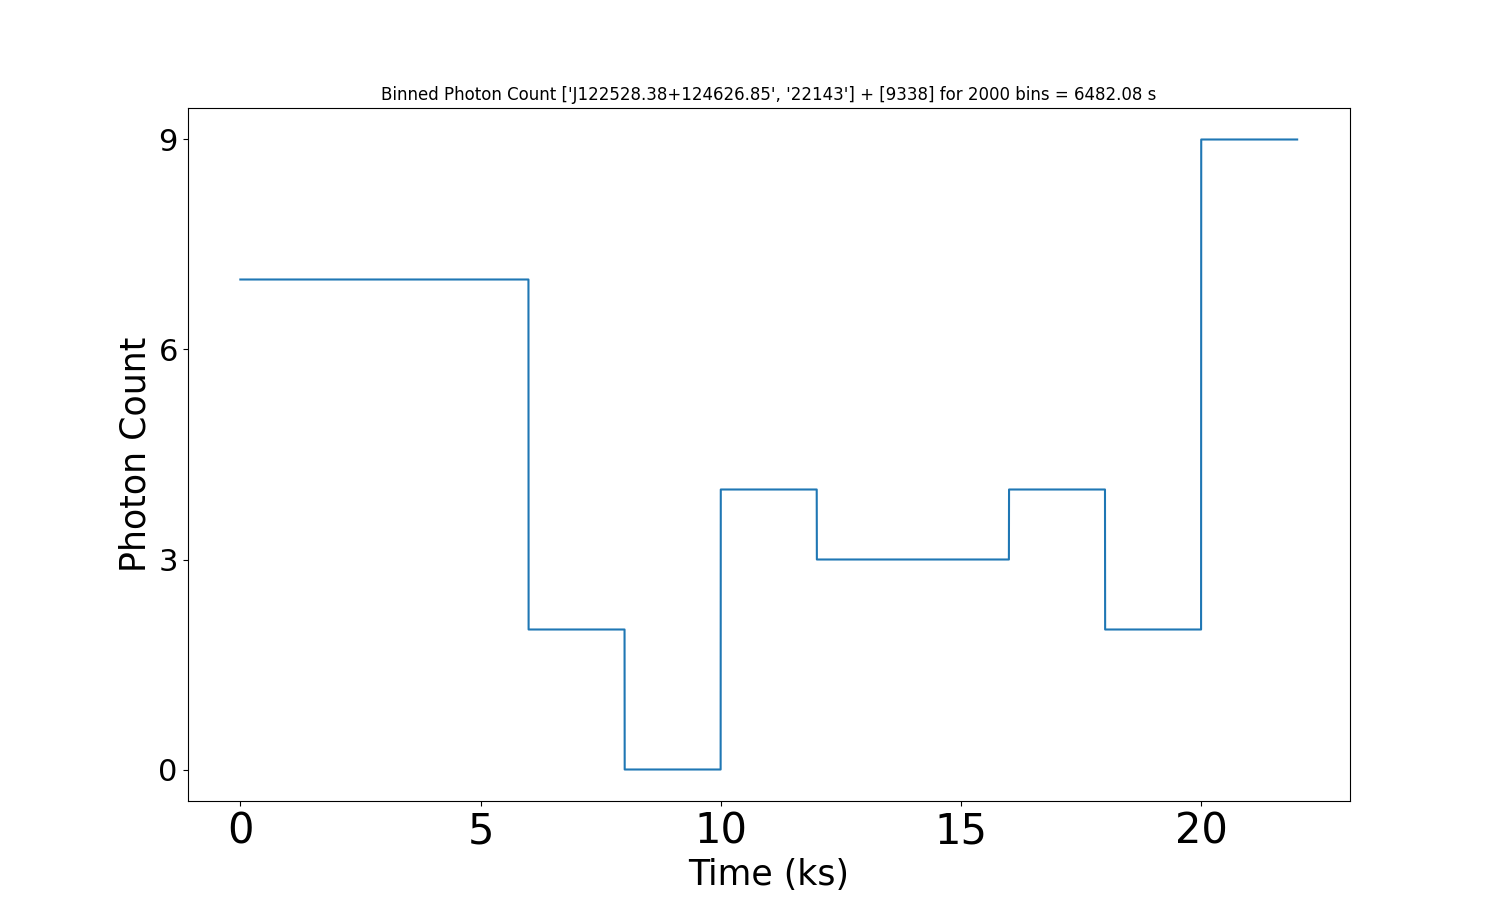 Binned Photon Count ['J122528.38+124626.85', '22143'] + [9338] for 2000 bins = 6482.08 s
9
6
3
0
Photon Count
0 5 10 15 20
Time (ks)